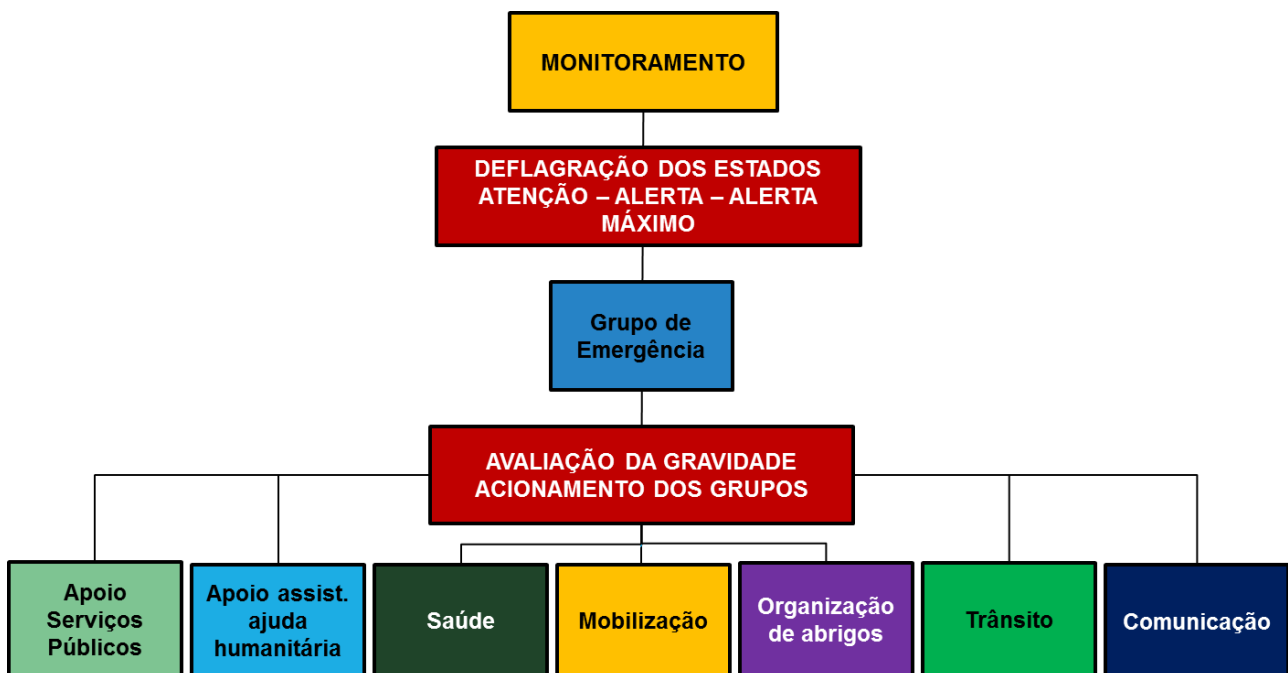 MONITORAMENTO
DEFLAGRAÇÃO DOS ESTADOS
ATENÇÃO – ALERTA – ALERTA
MÁXIMO
Grupo de
Emergência
AVALIAÇÃO DA GRAVIDADE
ACIONAMENTO DOS GRUPOS
Apoio
Serviços
Públicos
Apoio assist.
ajuda
humanitária
Saúde
Mobilização
Organização
de abrigos
Trânsito
Comunicação